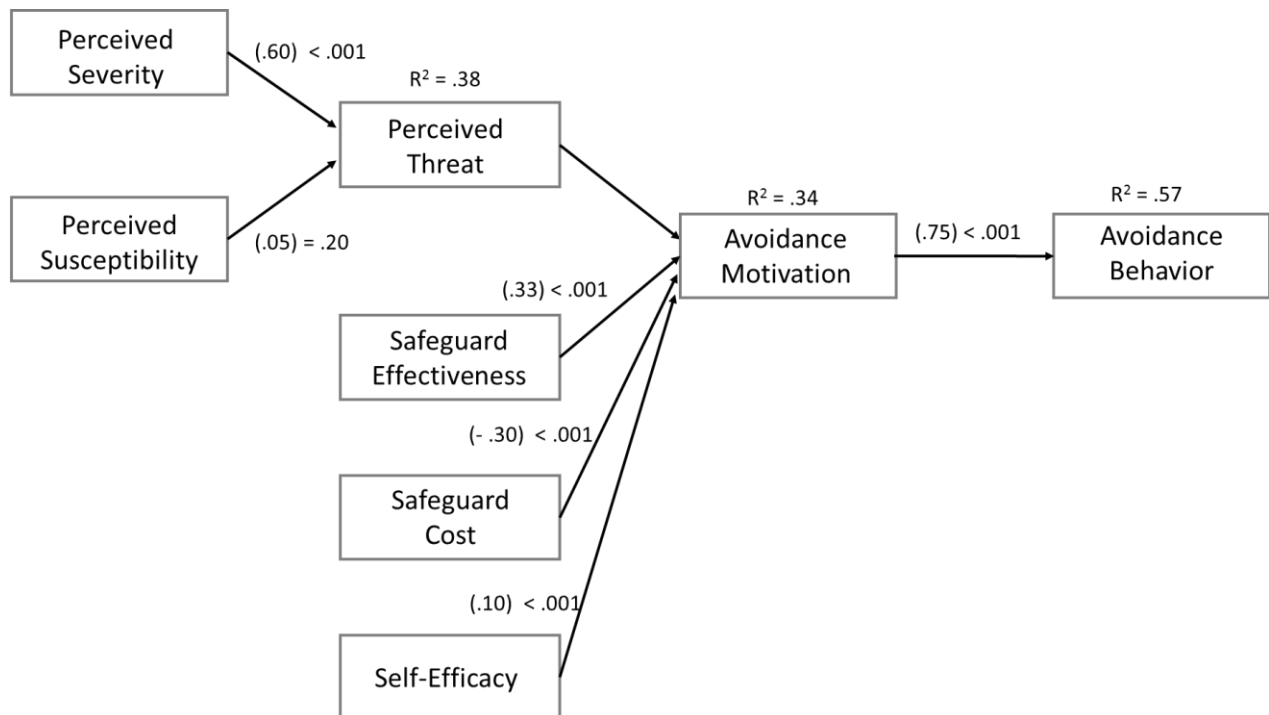 Perceived
Severity
(.60) < .001
R² = .38
Perceived
Threat
Perceived
Susceptibility
(.05) = .20
R² = .34
Avoidance
Motivation
(.75) < .001
R² = .57
Avoidance
Behavior
(.33) < .001
Safeguard
Effectiveness
(- .30) < .001
Safeguard
Cost
(.10) < .001
Self-Efficacy